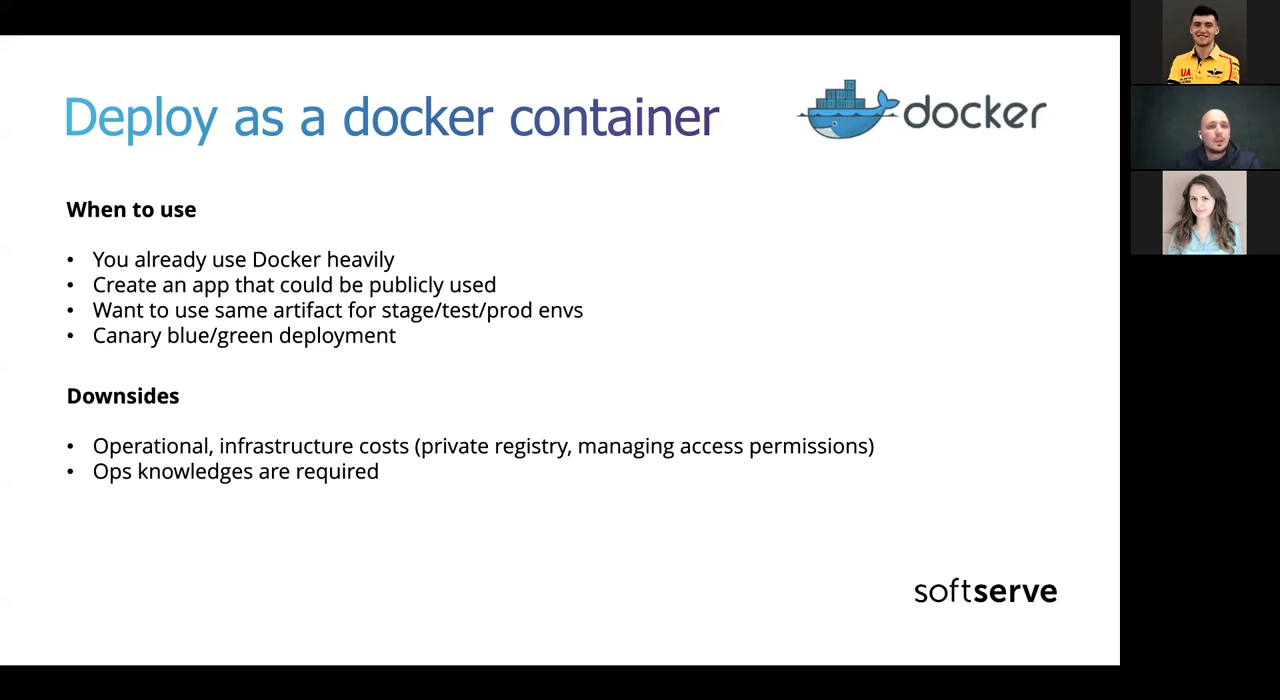 Deploy as a docker container
docker
When to use
• You already use Docker heavily
• Create an app that could be publicly used
• Want to use same artifact for stage/test/prod envs
• Canary blue/green deployment
Downsides
• Operational, infrastructure costs (private registry, managing access permissions)
• Ops knowledges are required
softserve
UA